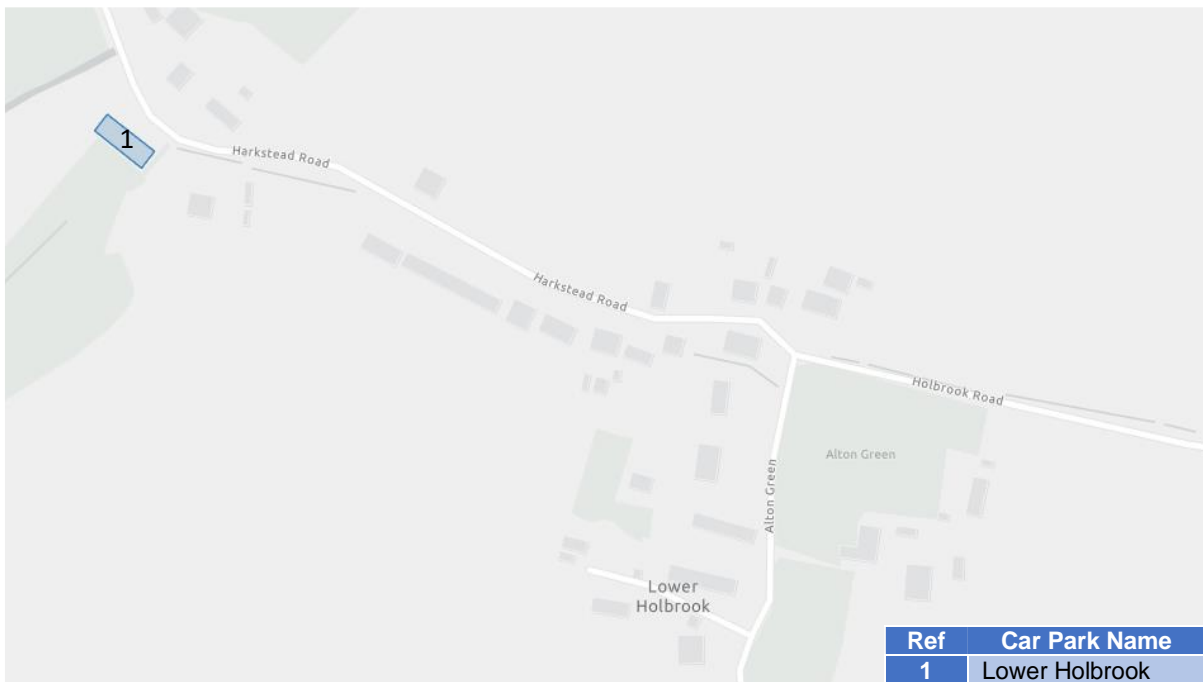 1
Harkstead Road
Harkstead Road
Holbrook Road
Alton Green
Alton Green
Lower
Holbrook
Ref Car Park Name
1 Lower Holbrook